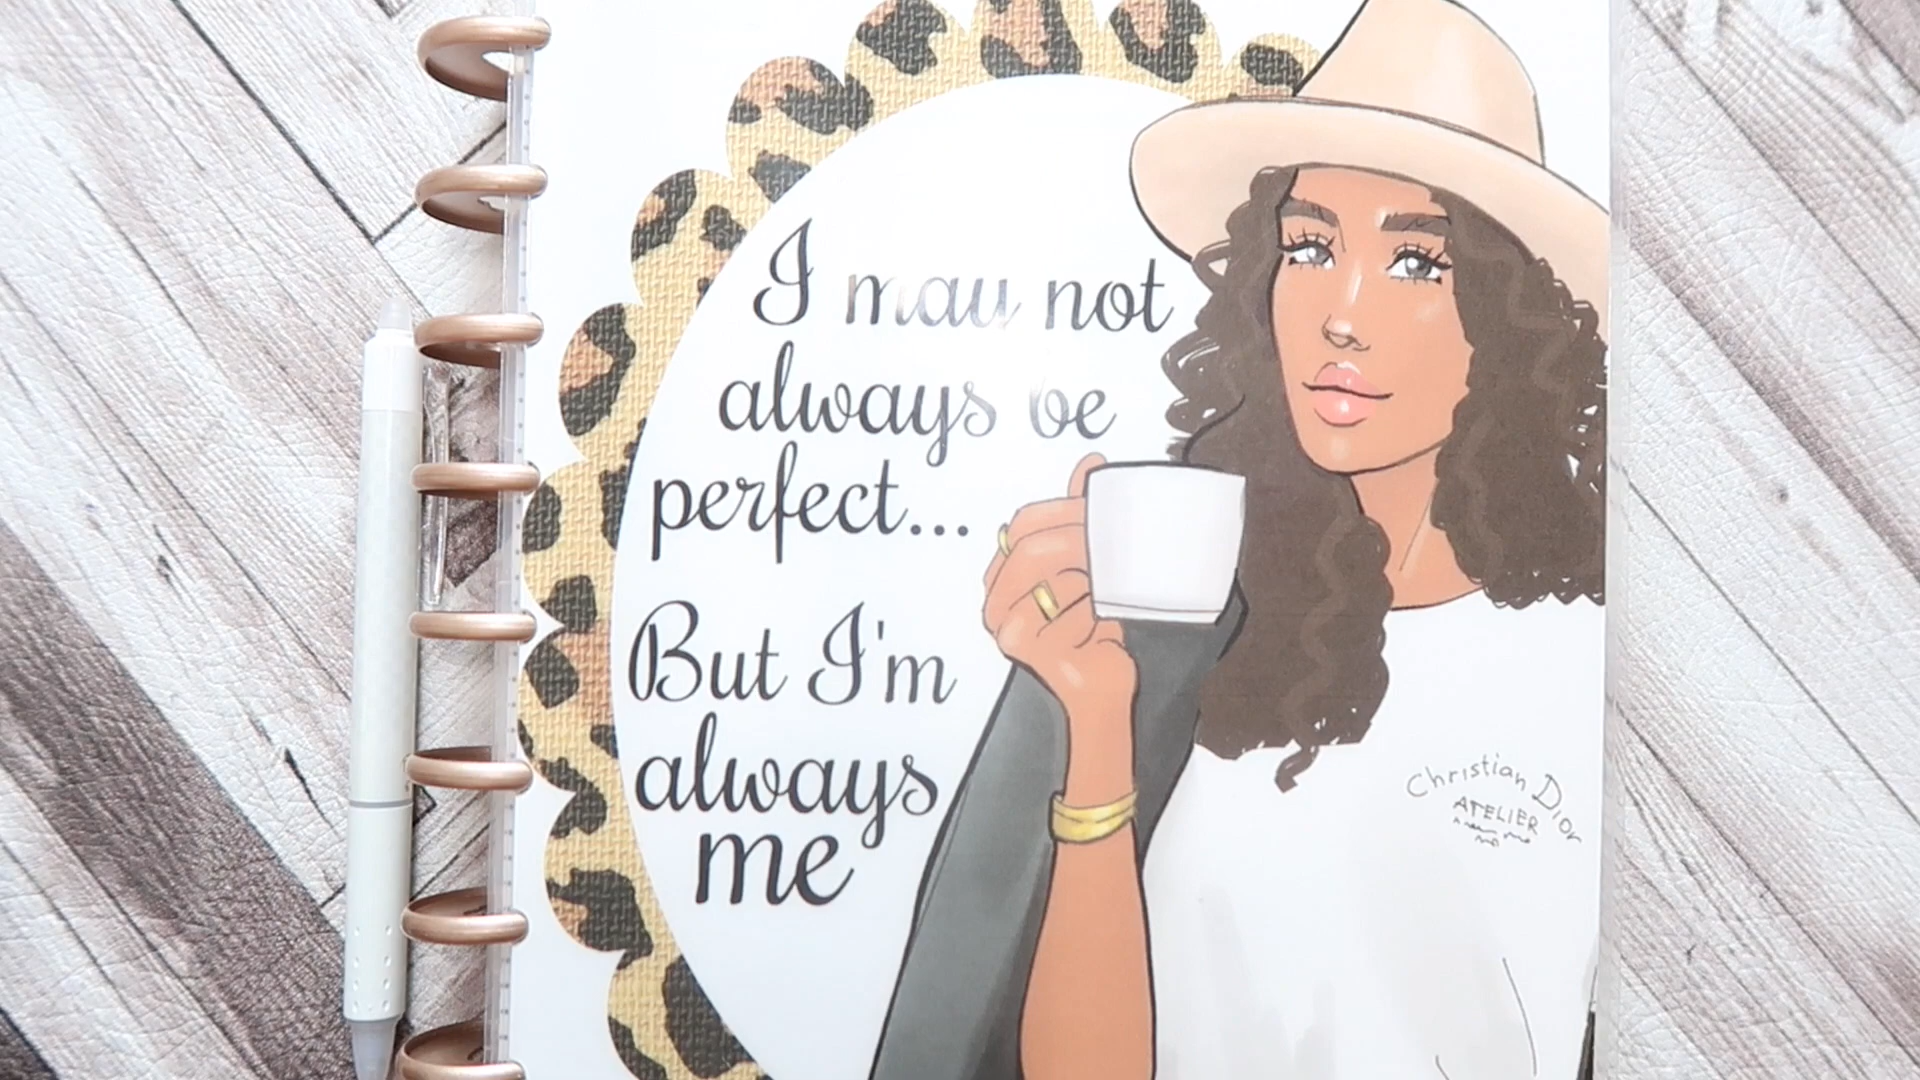 I may not
always be
perfect...
But I'm
always
me
Christian Dior
ATELIER